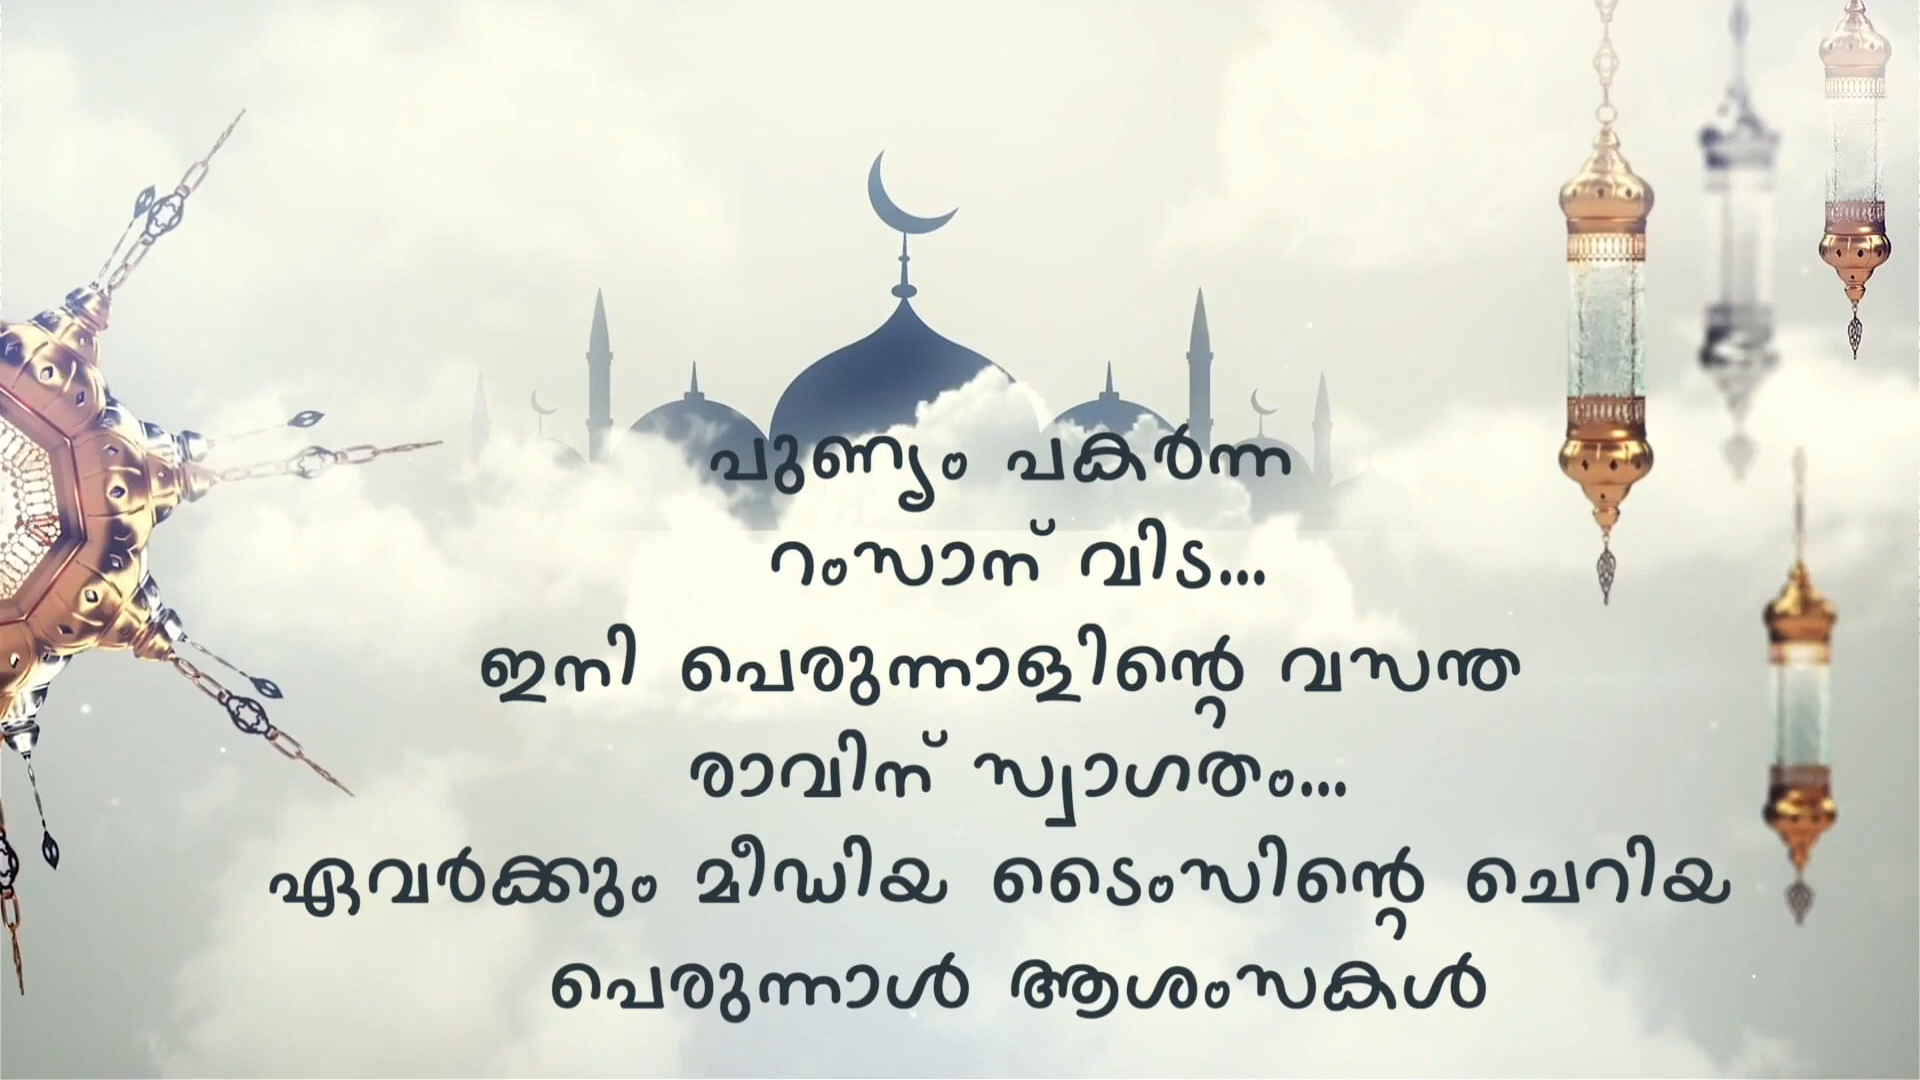 പുണ്യം പകർന്ന
റംസാന് വിട...
ഇനി പെരുന്നാളിന്റെ വസന്ത
രാവിന് സ്വാഗതം...
ഏവർക്കും മീഡിയ ടൈംസിന്റെ ചെറിയ
പെരുന്നാൾ ആശംസകൾ